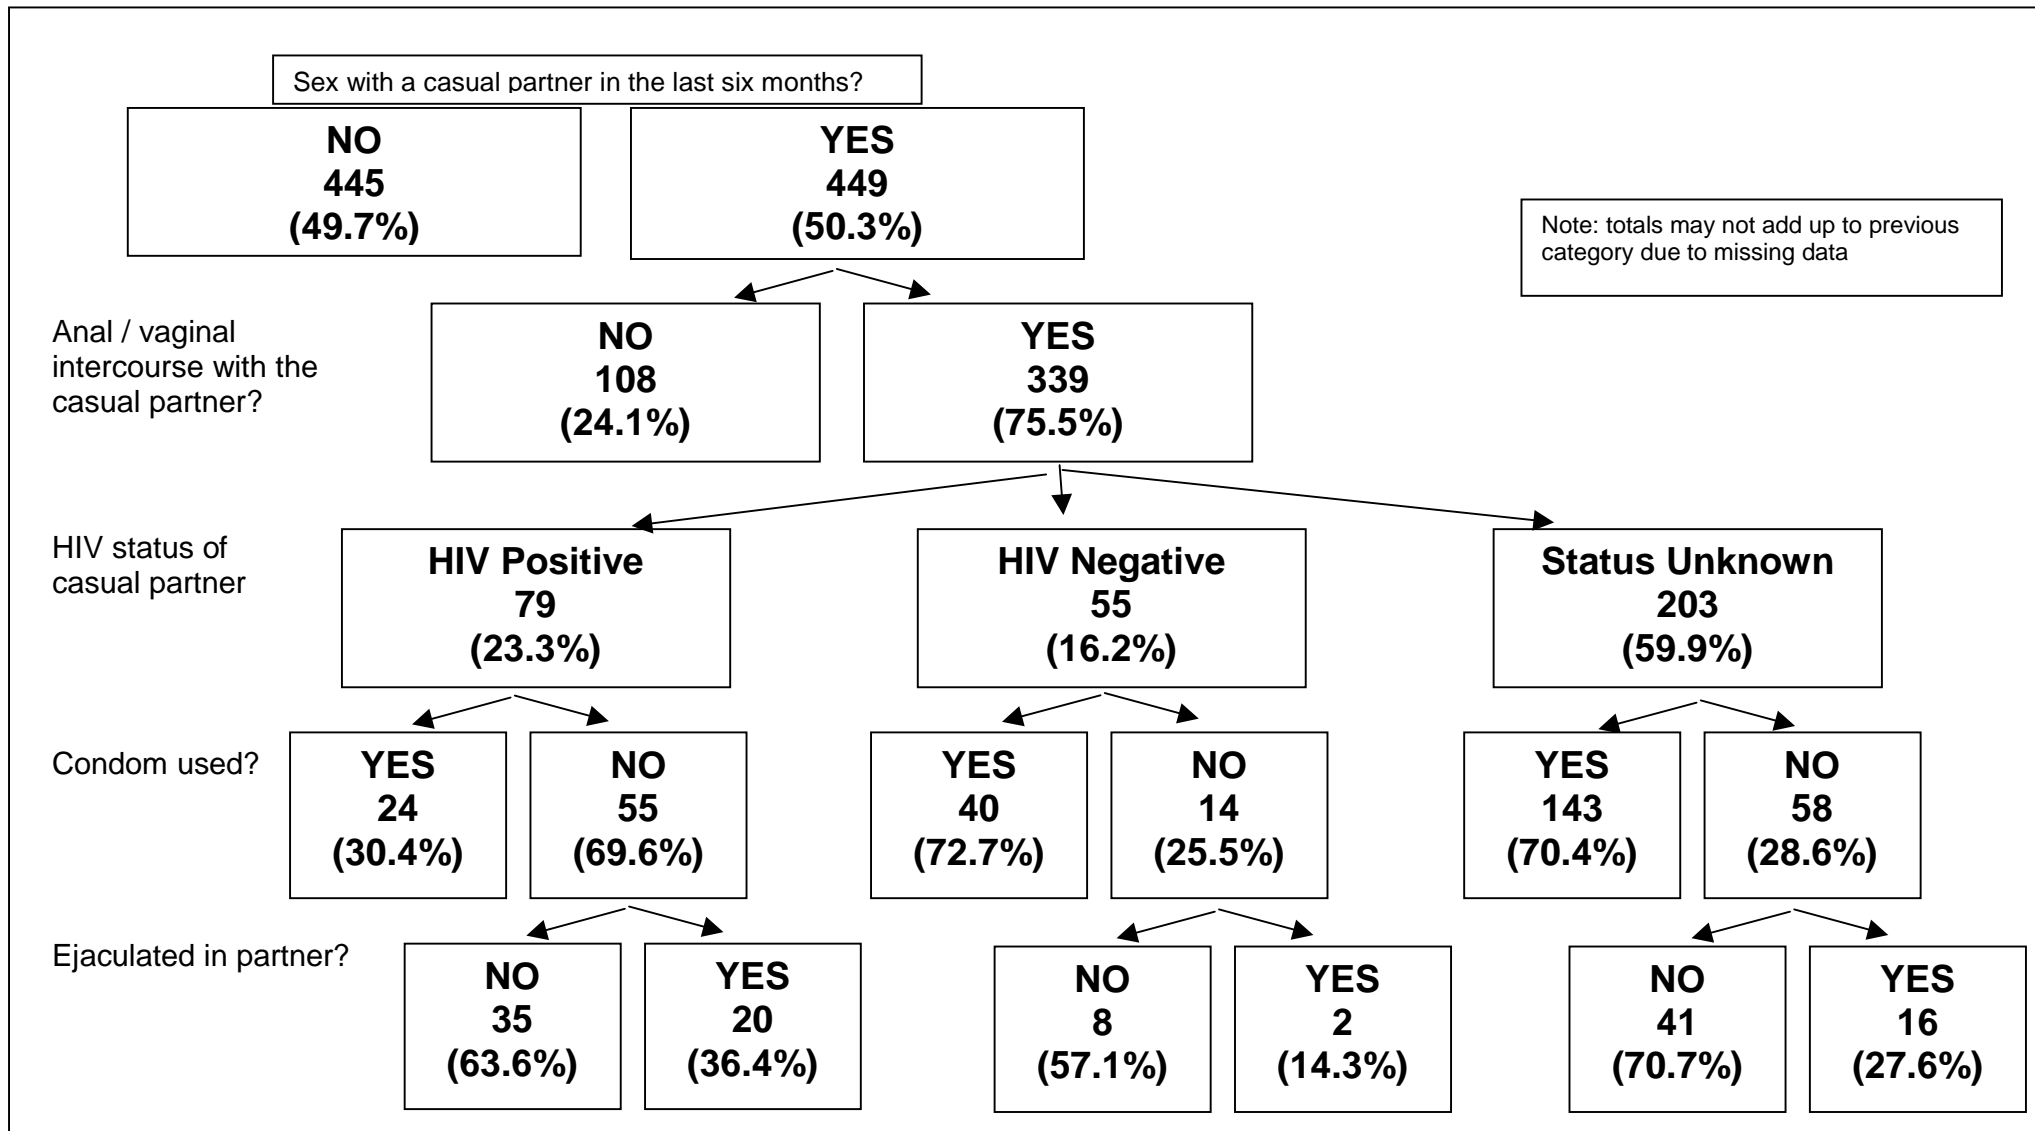 Sex with a casual partner in the last six months?
NO
445
(49.7%)
YES
449
(50.3%)
Note: totals may not add up to previous
category due to missing data
Anal / vaginal
intercourse with the
casual partner?
NO
108
(24.1%)
YES
339
(75.5%)
HIV status of
casual partner
HIV Positive
79
(23.3%)
HIV Negative
55
(16.2%)
Status Unknown
203
(59.9%)
Condom used?
YES
24
(30.4%)
NO
55
(69.6%)
YES
40
(72.7%)
NO
14
(25.5%)
YES
143
(70.4%)
NO
58
(28.6%)
Ejaculated in partner?
NO
35
(63.6%)
YES
20
(36.4%)
NO
8
(57.1%)
YES
2
(14.3%)
NO
41
(70.7%)
YES
16
(27.6%)